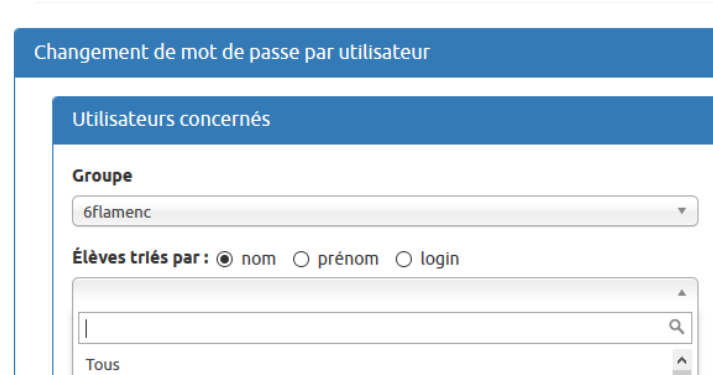 Changement de mot de passe par utilisateur
Utilisateurs concernés
Groupe
6flamenc
Élèves triés par : nom prénom login
Tous